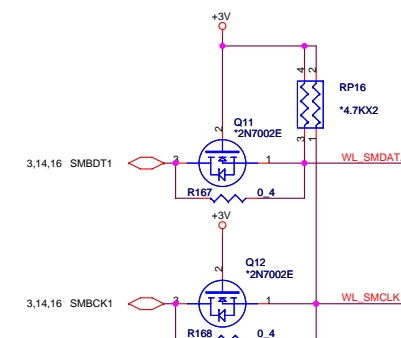 +3V
4 2
RP16
*4.7KX2
Q11
*2N7002E
2
3 1
3,14,16 SMBDT1 3 1 WL_SMDAT
R167 0_4
+3V
Q12
*2N7002E
2
3,14,16 SMBCK1 3 1 WL_SMCLK
R168 0_4